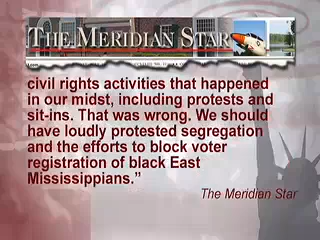 THE MERIDIAN STAR
civil rights activities that happened
in our midst, including protests and
sit-ins. That was wrong. We should
have loudly protested segregation
and the efforts to block voter
registration of black East
Mississippians.”
The Meridian Star